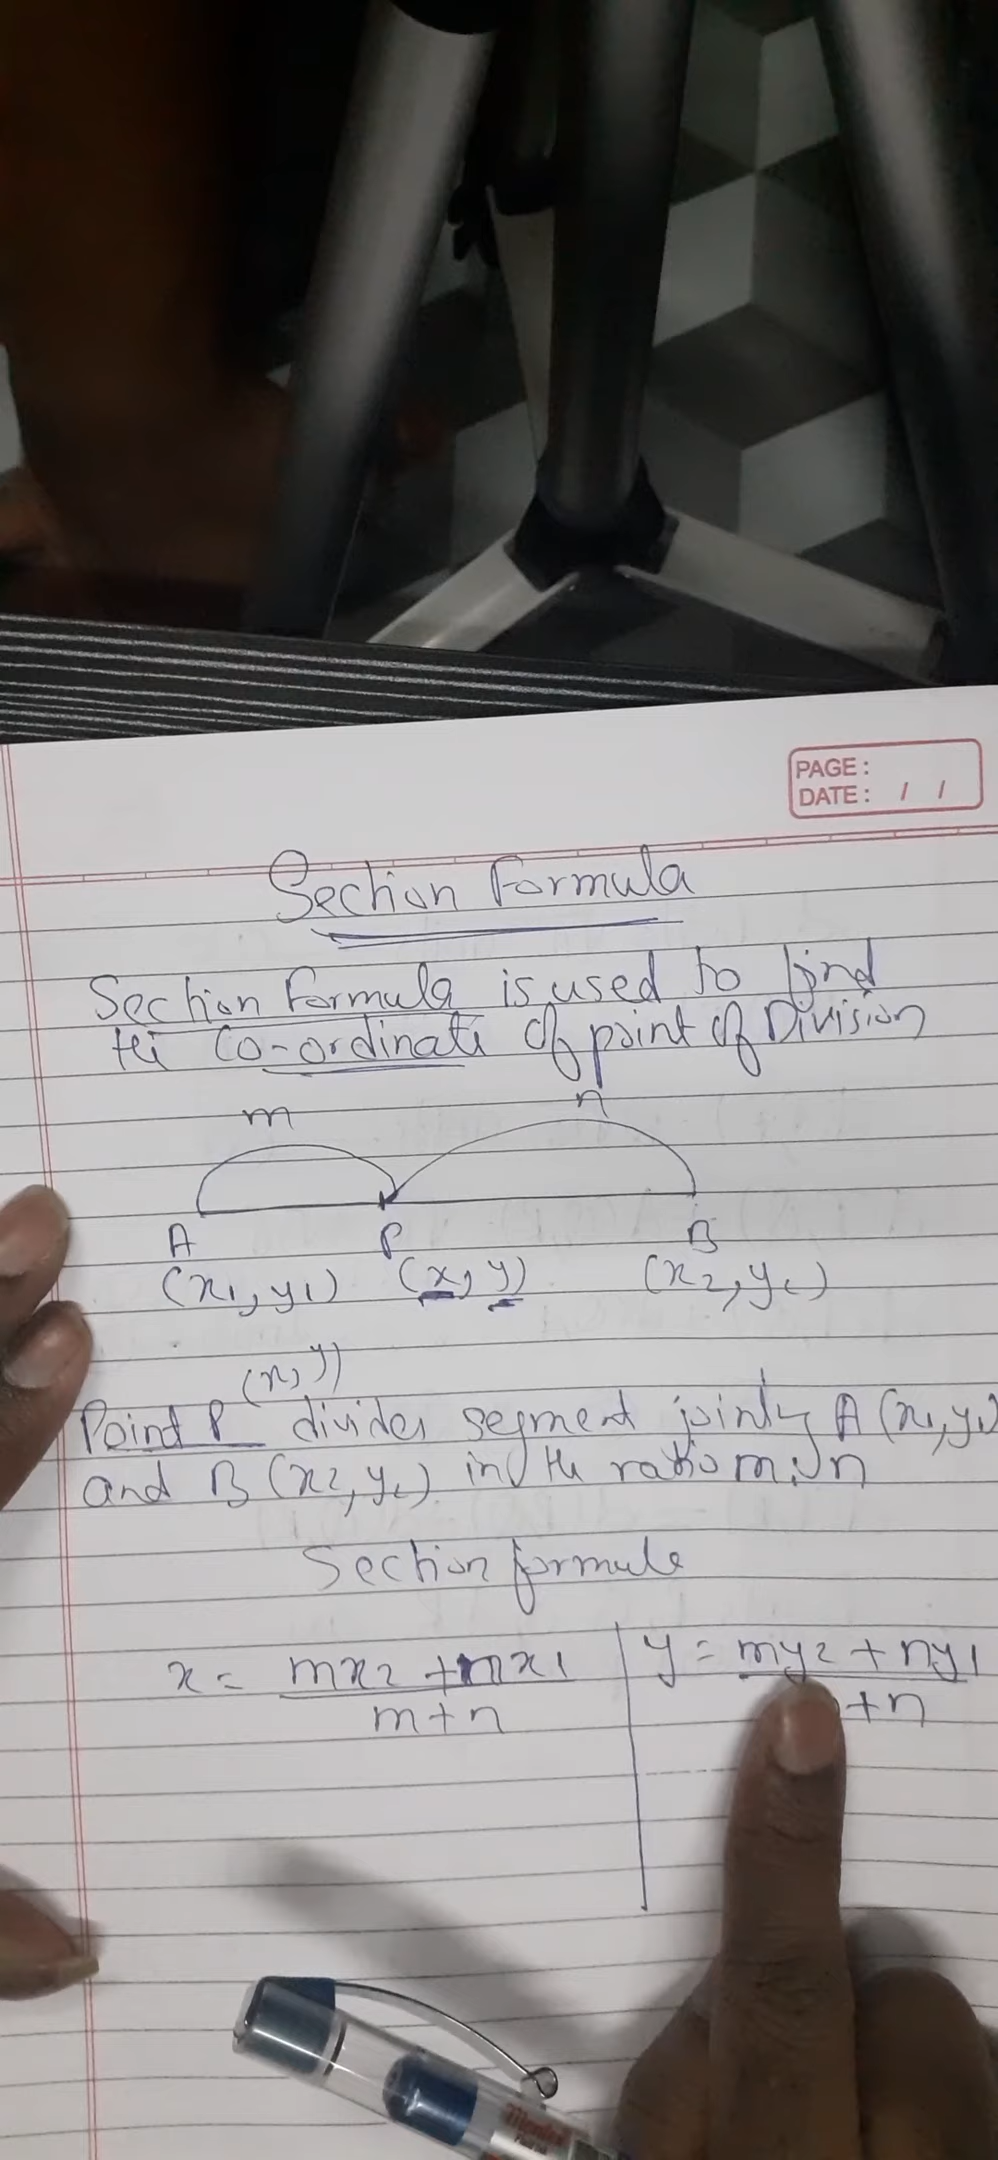 PAGE:
DATE: / /
Section Formula
Section Formula is used to find
the Co-ordinate of point of Division
m n
A P B
(x1, y1) (x, y) (x2, y2)
(x, y)
Point P divides segment joining A (x1, y1)
and B (x2, y2) in the ratio m:n
Section formula
x = mx2 + nx1 | y = my2 + ny1
m+n +n